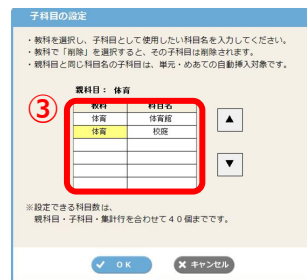 子科目の設定
・教科を選択し、子科目として使用したい科目名を入力してください。
・教科で「削除」を選択すると、その子科目は削除されます。
・親科目と同じ科目名の子科目は、単元・めあての自動挿入対象です。
親科目： 体育
③
教科 科目名
体育 体育館
体育 校庭
▲
▼
※設定できる科目数は、
親科目・子科目・集計行を合わせて４０個までです。
✓ ＯＫ
✕ キャンセル